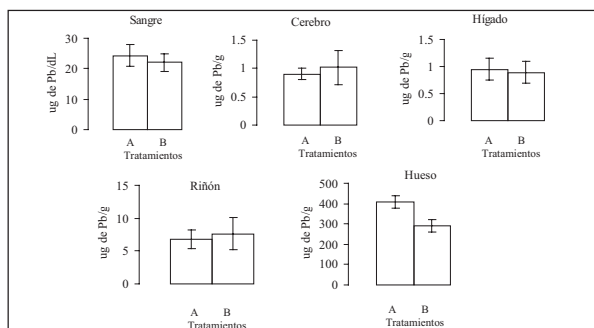 Sangre
ug de Pb/dL
30
20
10
0
A B
Tratamientos
Cerebro
ug de Pb/g
1.5
1
0.5
0
A B
Tratamientos
Hígado
ug de Pb/g
1.5
1
0.5
0
A B
Tratamientos
Riñón
ug de Pb/g
15
10
5
0
A B
Tratamientos
Hueso
ug de Pb/g
500
400
300
200
100
0
A B
Tratamientos